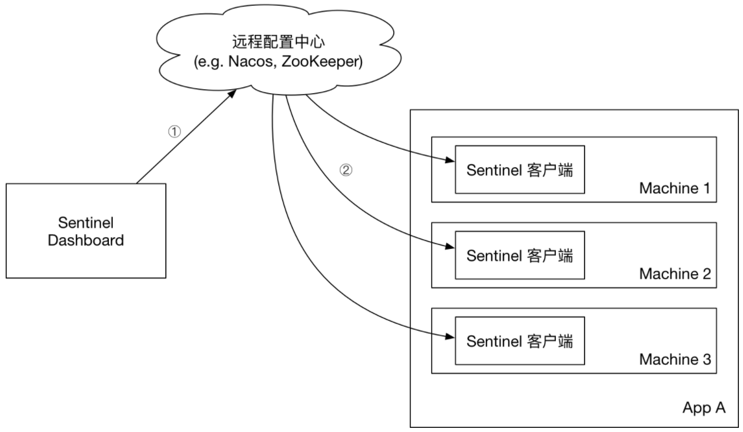 远程配置中心
(e.g. Nacos, ZooKeeper)
①
②
Sentinel
Dashboard
Sentinel 客户端
Machine 1
Sentinel 客户端
Machine 2
Sentinel 客户端
Machine 3
App A